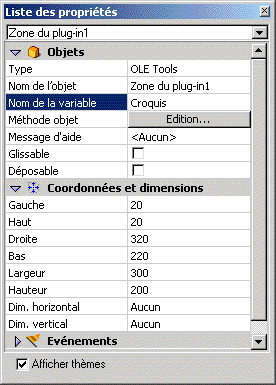 Liste des propriétés
Zone du plug-in1
Objets
Type OLE Tools
Nom de l'objet Zone du plug-in1
Nom de la variable Croquis
Méthode objet Edition...
Message d'aide <Aucun>
Glissable
Déposable
Coordonnées et dimensions
Gauche 20
Haut 20
Droite 320
Bas 220
Largeur 300
Hauteur 200
Dim. horizontal Aucun
Dim. vertical Aucun
Evénements
Afficher thèmes